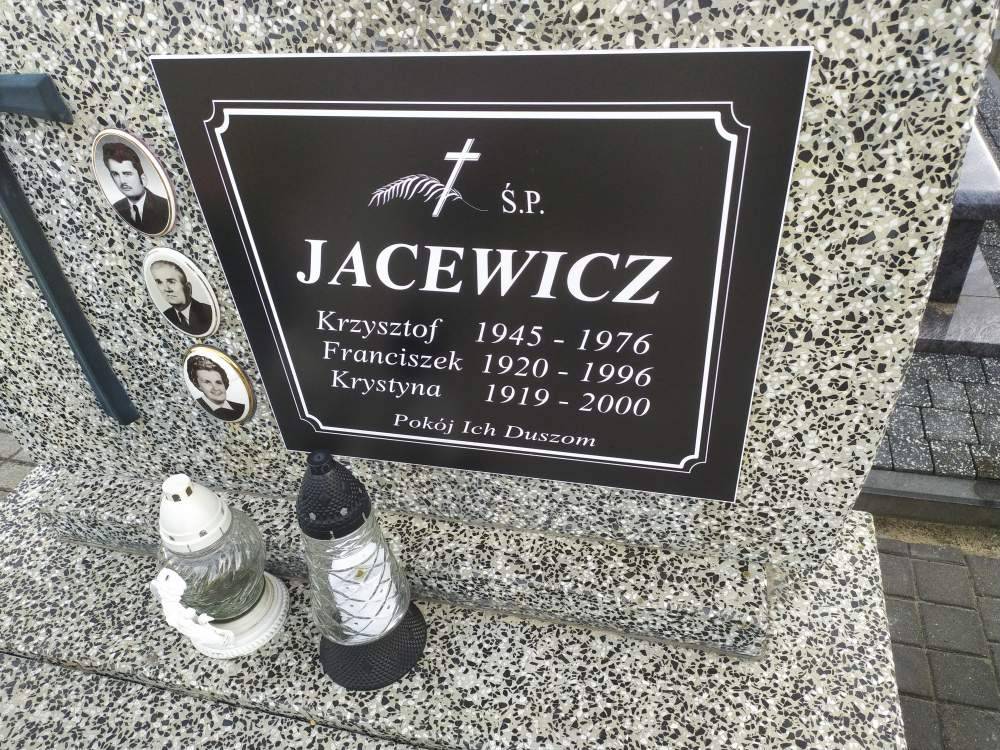 Ś.P.
JACEWICZ
Krzysztof 1945 - 1976
Franciszek 1920 - 1996
Krystyna 1919 - 2000
Pokój Ich Duszom